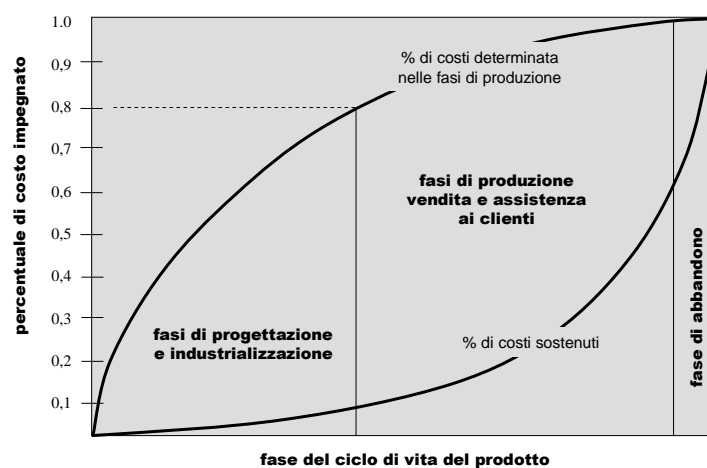 percentuale di costo impegnato
1.0
0,9
0,8
0,7
0,6
0,5
0,4
0,3
0,2
0,1
% di costi determinata
nelle fasi di produzione
fasi di produzione
vendita e assistenza
ai clienti
fasi di progettazione
e industrializzazione
% di costi sostenuti
fase di abbandono
fase del ciclo di vita del prodotto